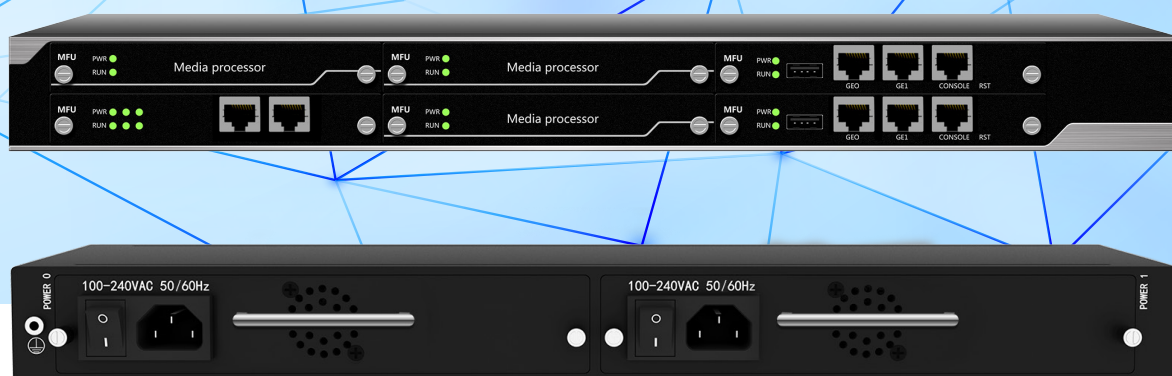 MFU PWR RUN Media processor
MFU PWR RUN Media processor
MFU PWR RUN GE0 GE1 CONSOLE RST
MFU PWR RUN
MFU PWR RUN Media processor
MFU PWR RUN GE0 GE1 CONSOLE RST
POWER 0
100-240VAC 50/60Hz
O
I
100-240VAC 50/60Hz
O
I
POWER 1